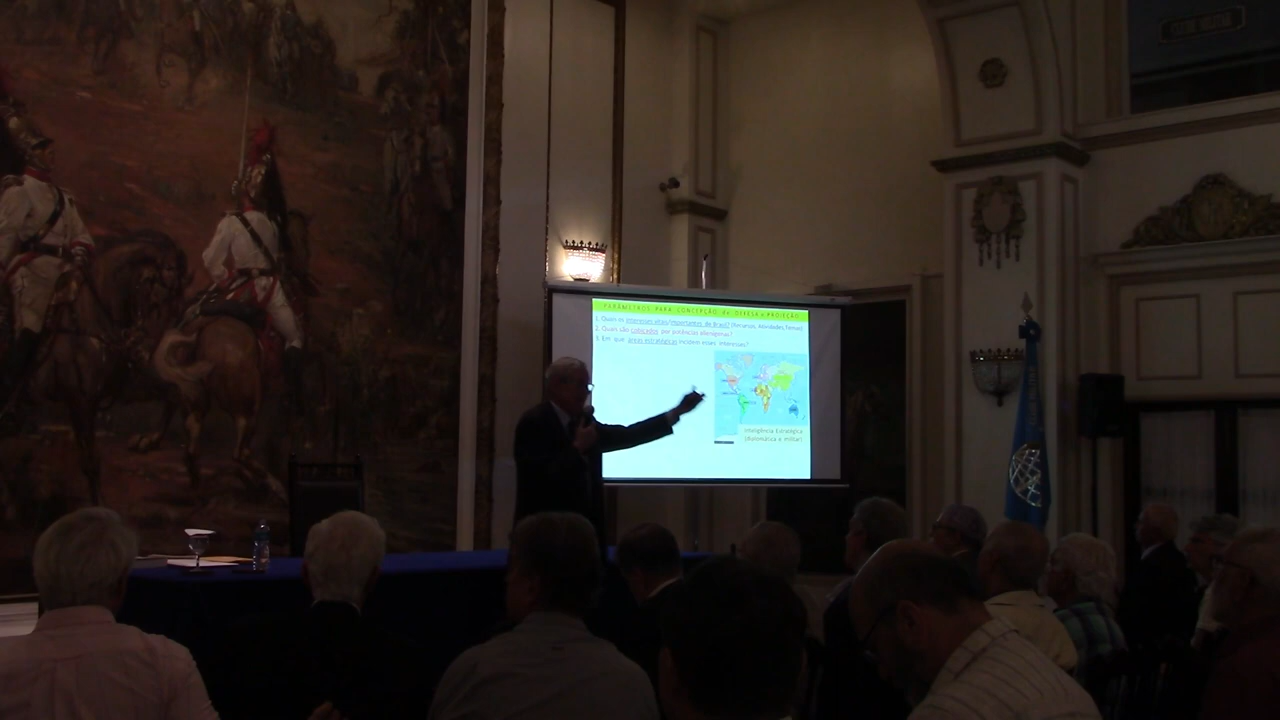 PARÂMETROS PARA CONCEPÇÃO de DEFESA e PROJEÇÃO
1. Quais os interesses vitais/importantes do Brasil? (Recursos, Atividades,Temas)
2. Quais são cobiçados por potências alienígenas?
3. Em que áreas estratégicas incidem esses interesses?
Inteligência Estratégica
(diplomática e militar)